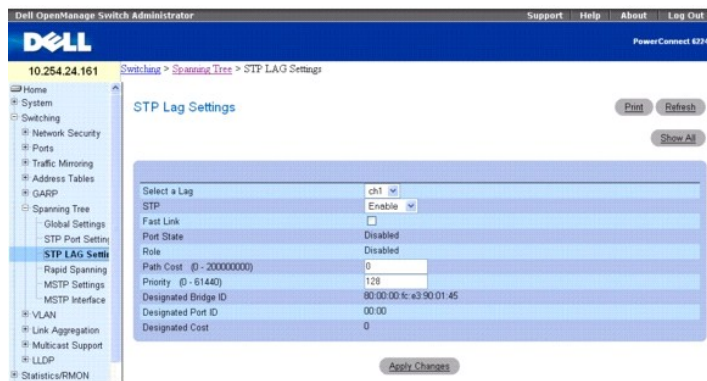 Dell OpenManage Switch Administrator Support Help About Log Out
DELL
PowerConnect 6224
10.254.24.161 Switching > Spanning Tree > STP LAG Settings
Home
System
Switching
Network Security
Ports
Traffic Mirroring
Address Tables
GARP
Spanning Tree
Global Settings
STP Port Settin
STP LAG Settin
Rapid Spanning
MSTP Settings
MSTP Interface
VLAN
Link Aggregation
Multicast Support
LLDP
Statistics/RMON
STP Lag Settings
Print Refresh
Show All
Select a Lag ch1
STP Enable
Fast Link
Port State Disabled
Role Disabled
Path Cost (0 - 200000000) 0
Priority (0 - 61440) 128
Designated Bridge ID 80:00:00:fc:e3:90:01:45
Designated Port ID 00:00
Designated Cost 0
Apply Changes